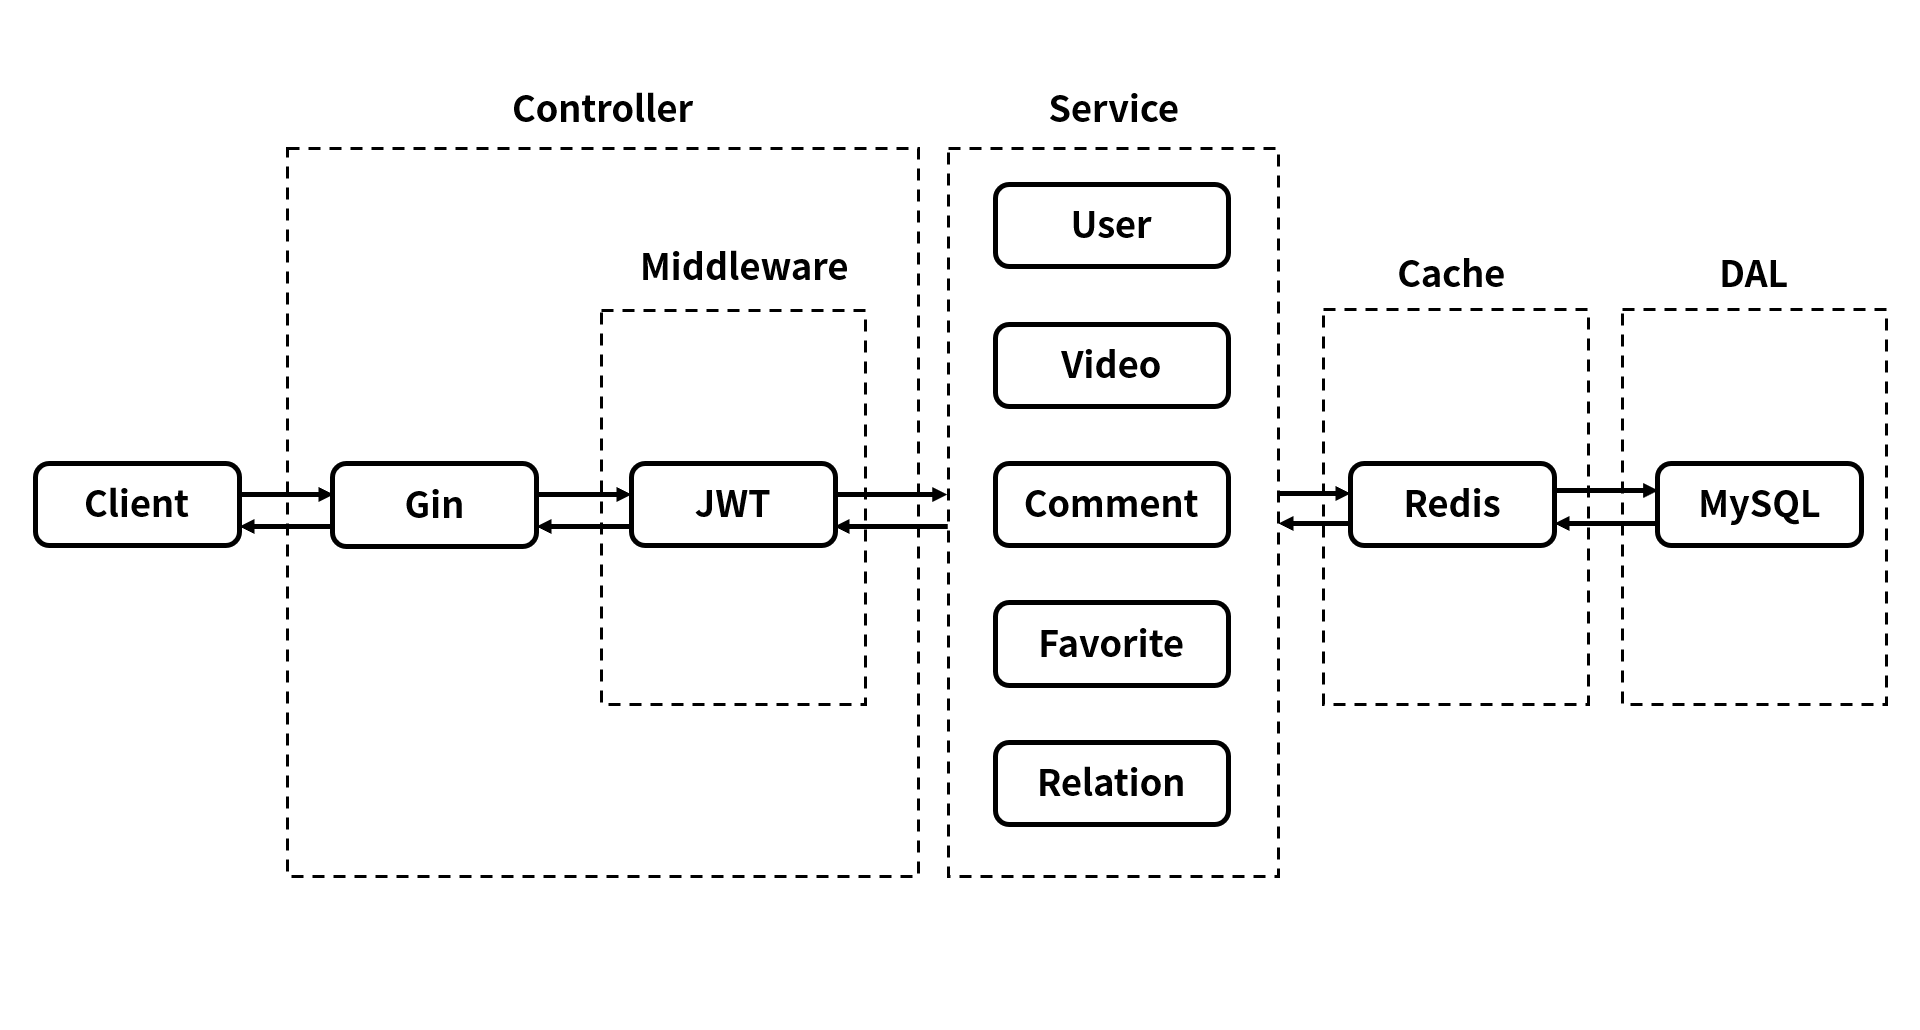 Controller
Service
Middleware
Cache
DAL
User
Video
Client
Gin
JWT
Comment
Redis
MySQL
Favorite
Relation